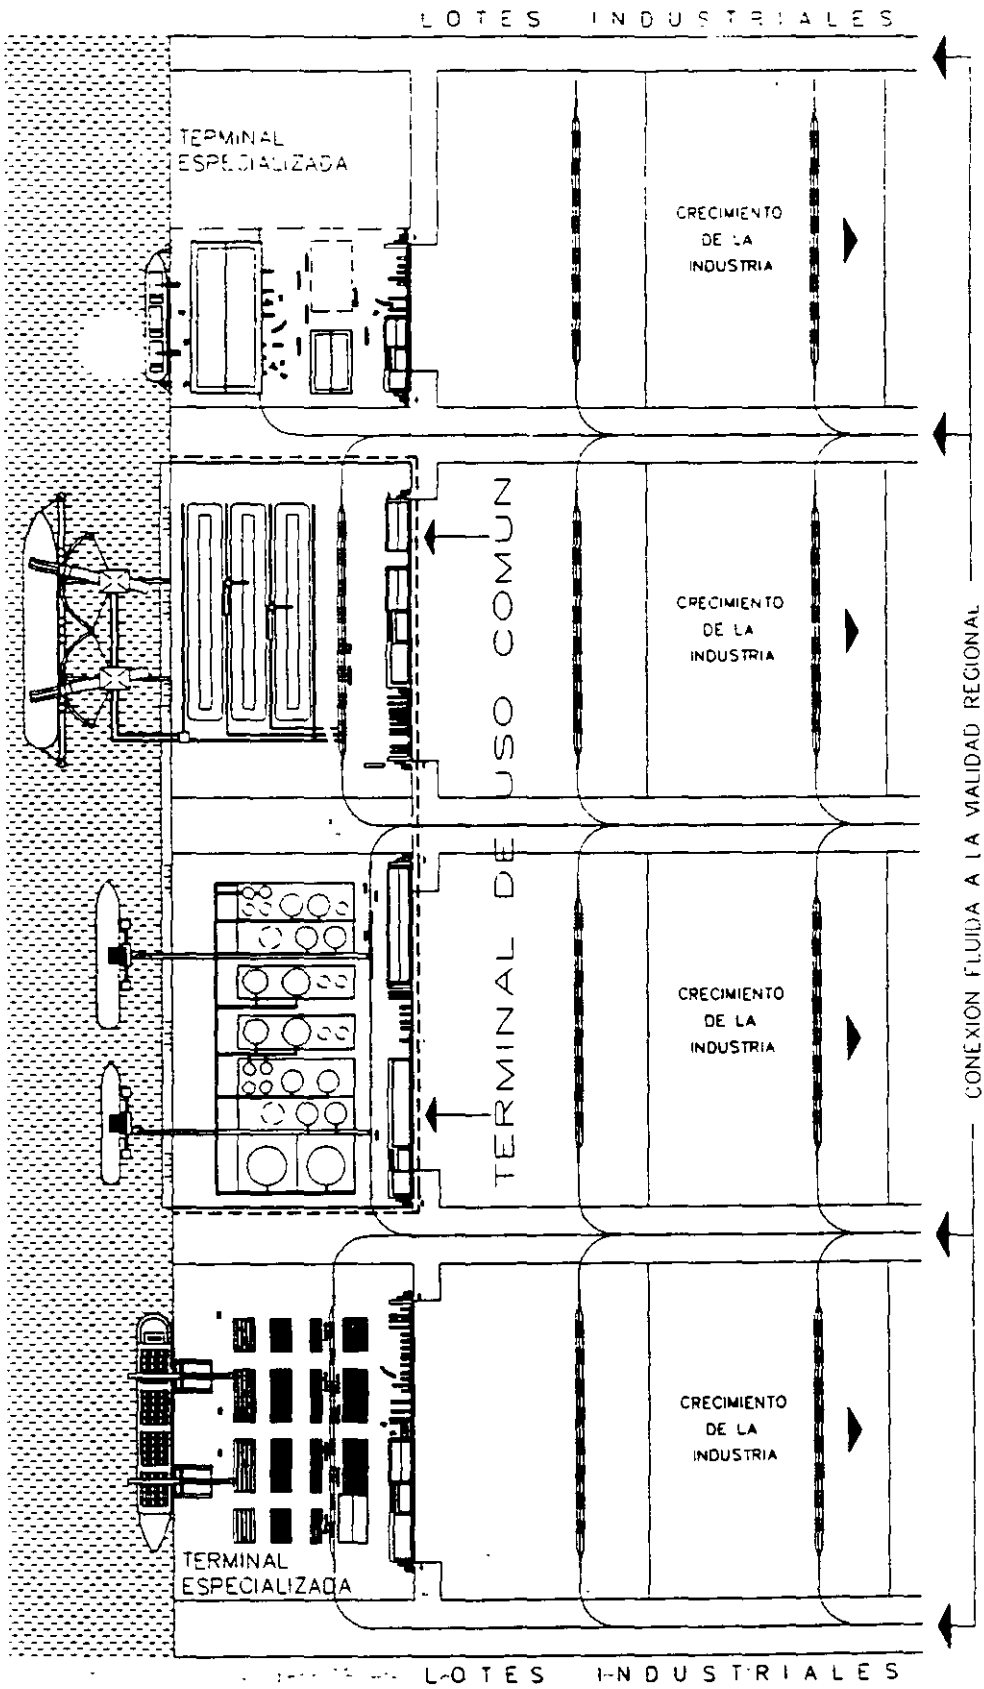 LOTES INDUSTRIALES
TERMINAL
ESPECIALIZADA
CRECIMIENTO
DE LA
INDUSTRIA
TERMINAL DE USO COMUN
CRECIMIENTO
DE LA
INDUSTRIA
CONEXION FLUIDA A LA VIALIDAD REGIONAL
CRECIMIENTO
DE LA
INDUSTRIA
CRECIMIENTO
DE LA
INDUSTRIA
TERMINAL
ESPECIALIZADA
LOTES INDUSTRIALES